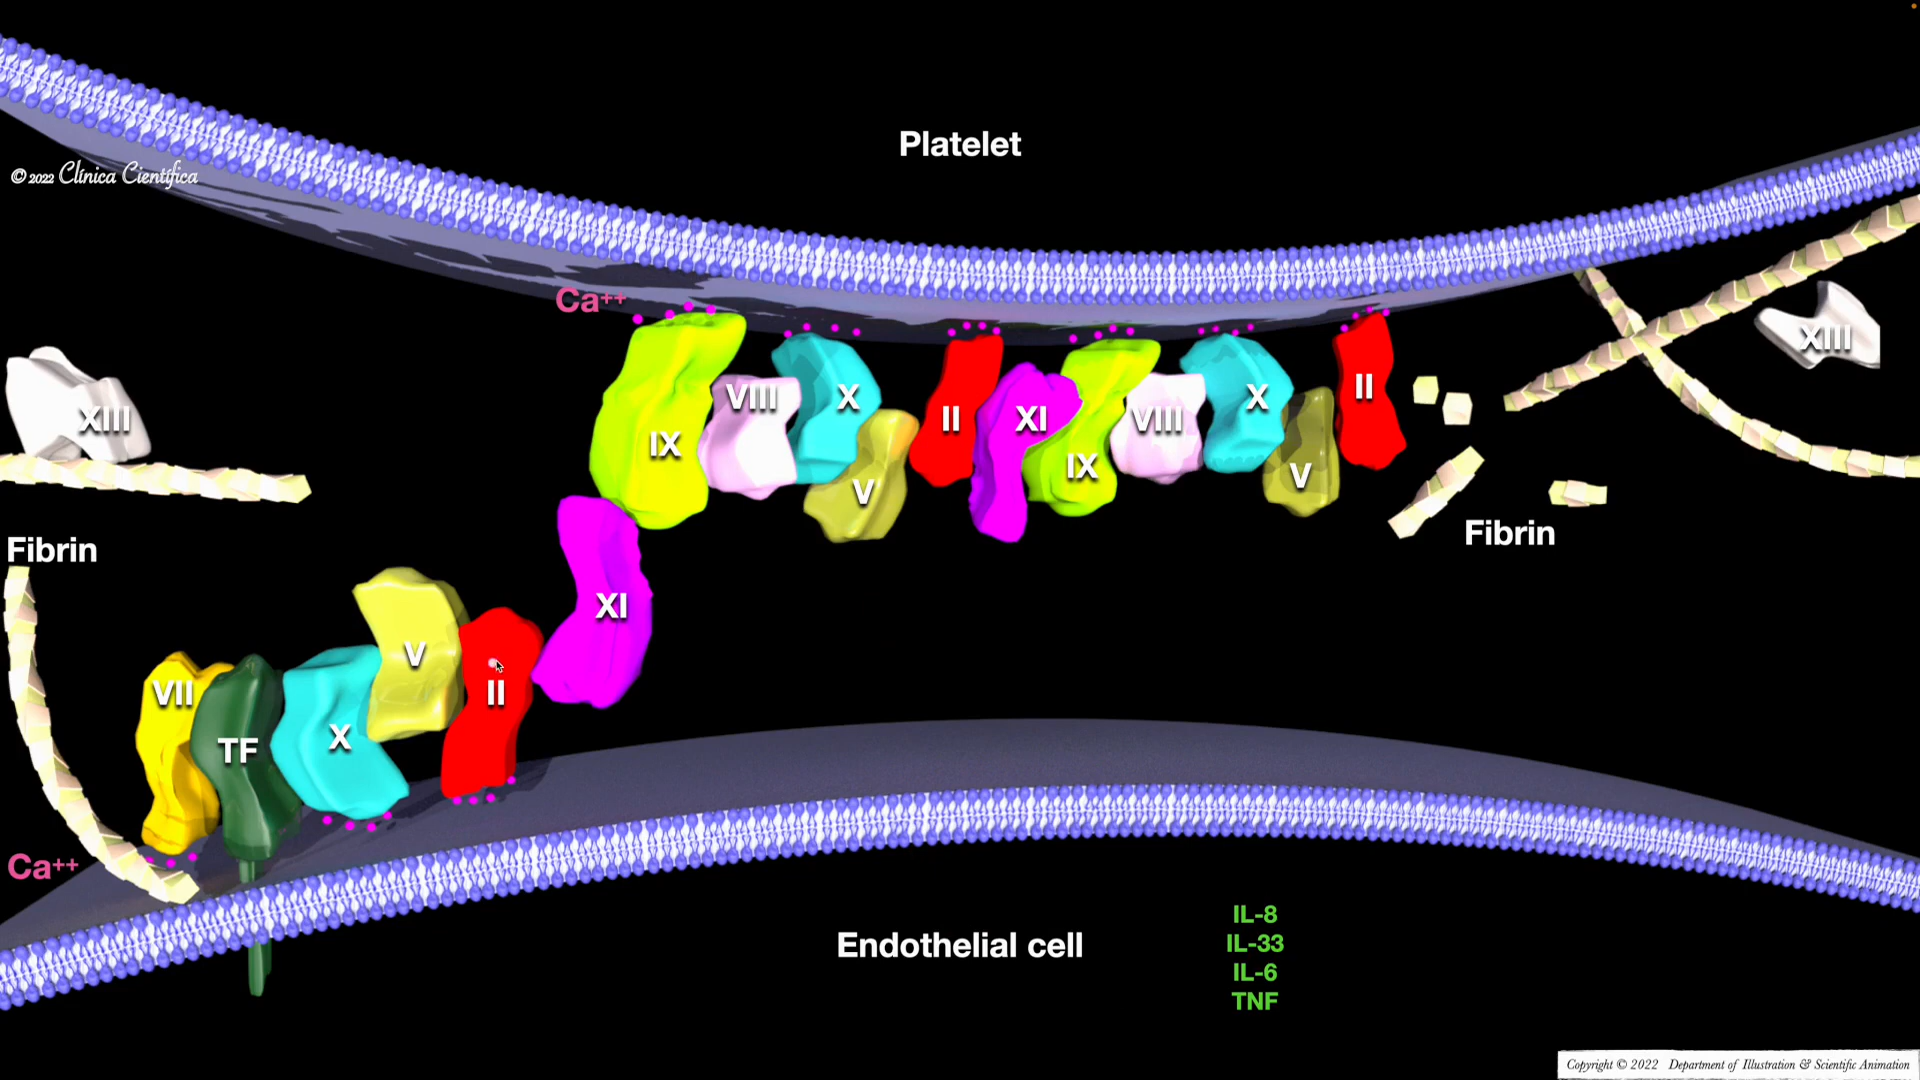 Platelet
© 2022 Clínica Científica
Ca++
XIII
IX
VIII
X
V
II
XI
IX
VIII
X
V
II
XIII
Fibrin
Fibrin
XI
VII
TF
X
V
II
Ca++
Endothelial cell
IL-8
IL-33
IL-6
TNF
Copyright © 2022 Department of Illustration & Scientific Animation